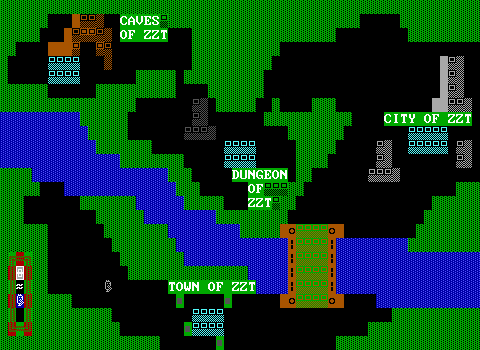 CAVES
OF ZZT
CITY OF ZZT
DUNGEON
OF
ZZT
TOWN OF ZZT